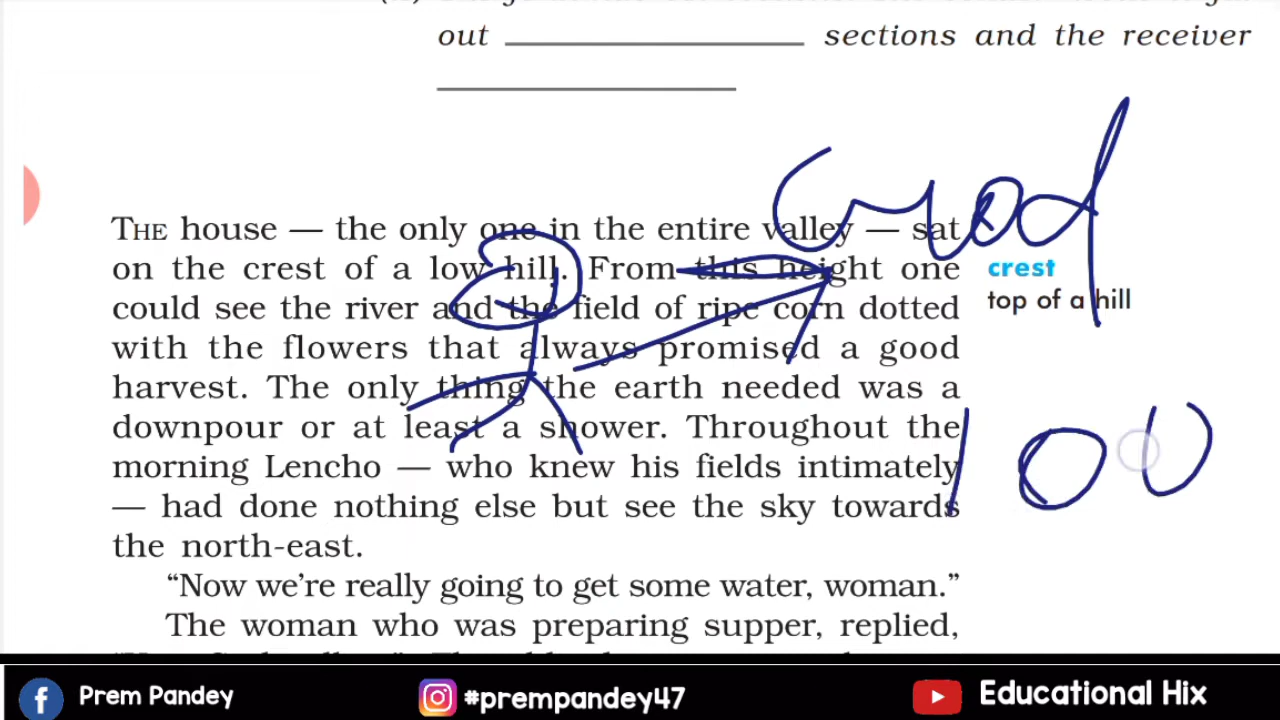 out ____________ sections and the receiver
____________
God
THE house — the only one in the entire valley — sat
on the crest of a low hill. From this height one
crest
could see the river and the field of ripe corn dotted
top of a hill
with the flowers that always promised a good
harvest. The only thing the earth needed was a
downpour or at least a shower. Throughout the
100
morning Lencho — who knew his fields intimately
— had done nothing else but see the sky towards
the north-east.
“Now we’re really going to get some water, woman.”
The woman who was preparing supper, replied,
Prem Pandey
#prempandey47
Educational Hix